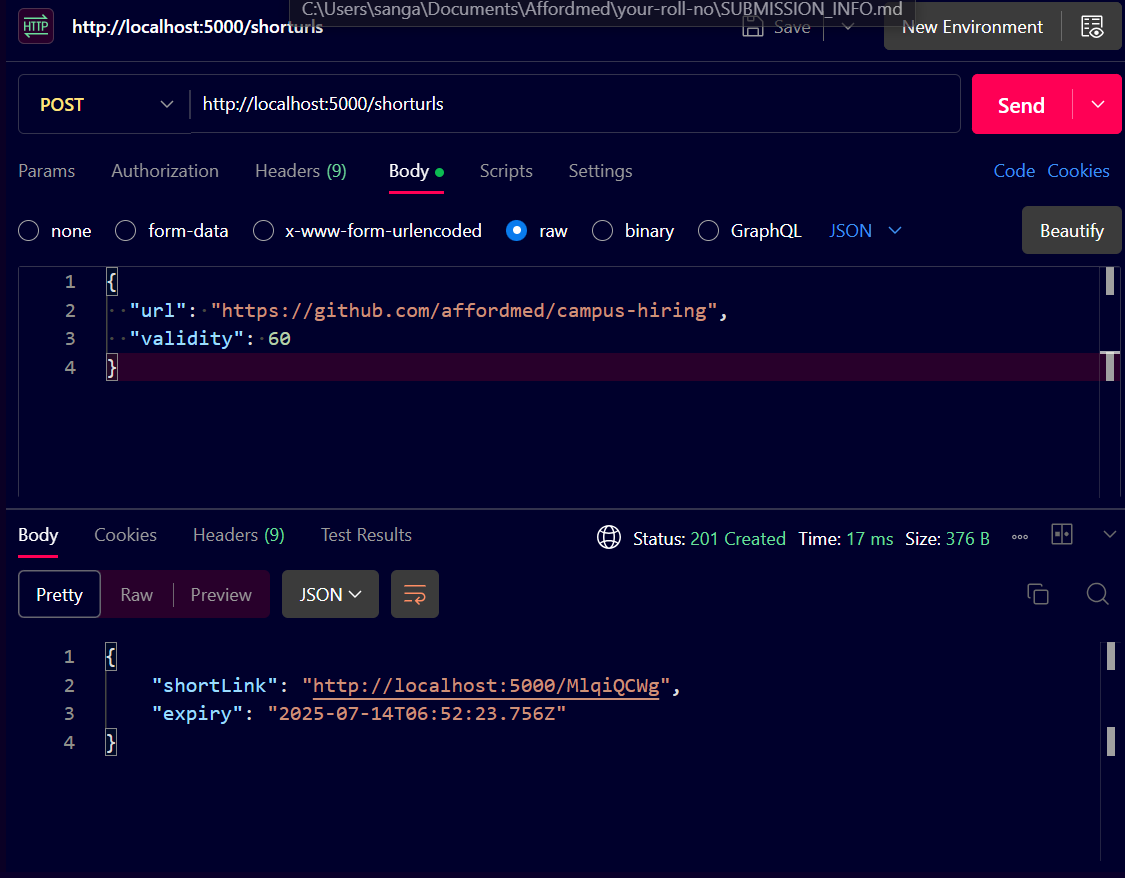 C:\Users\sanga\Documents\Affordmed\your-roll-no\SUBMISSION_INFO.md
HTTP http://localhost:5000/shorturls Save New Environment
POST http://localhost:5000/shorturls Send
Params Authorization Headers (9) Body Scripts Settings Code Cookies
none form-data x-www-form-urlencoded raw binary GraphQL JSON Beautify
1 {
2 "url": "https://github.com/affordmed/campus-hiring",
3 "validity": 60
4 }
Body Cookies Headers (9) Test Results Status: 201 Created Time: 17 ms Size: 376 B
Pretty Raw Preview JSON
1 {
2 "shortLink": "http://localhost:5000/MlqiQCWg",
3 "expiry": "2025-07-14T06:52:23.756Z"
4 }